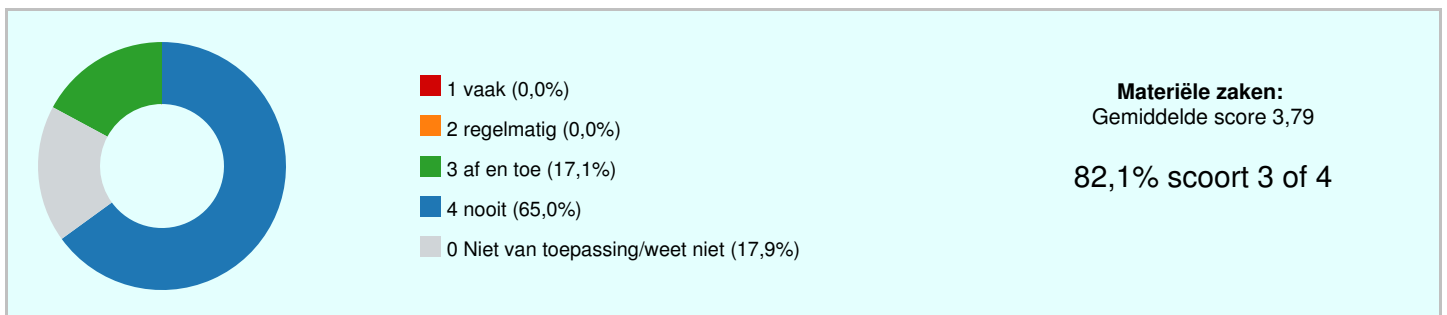 1 vaak (0,0%)
2 regelmatig (0,0%)
3 af en toe (17,1%)
4 nooit (65,0%)
0 Niet van toepassing/weet niet (17,9%)
Materiële zaken:
Gemiddelde score 3,79
82,1% scoort 3 of 4